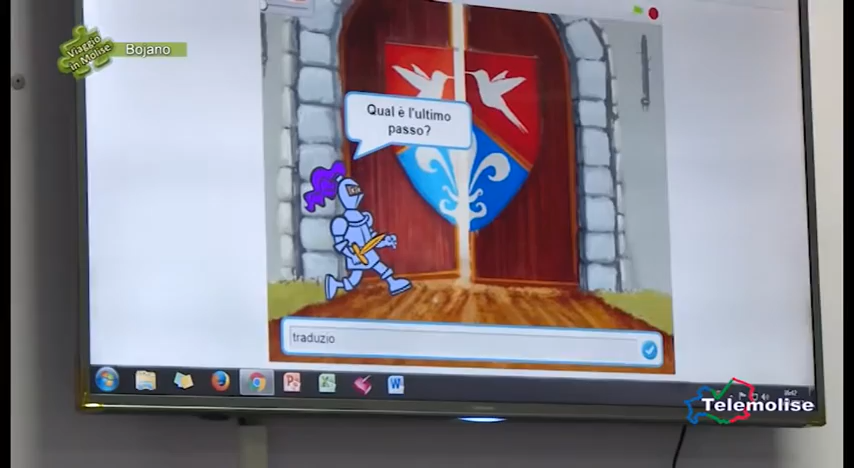 Viaggio
in Molise
Bojano
Qual è l'ultimo
passo?
traduzio
Telemolise